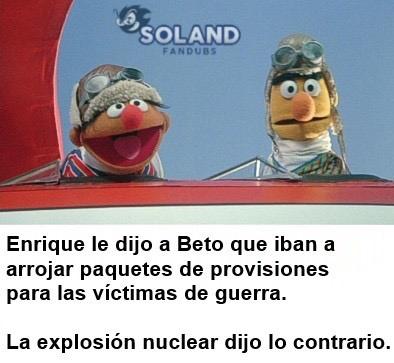 SOLAND
FANDUBS
Enrique le dijo a Beto que iban a
arrojar paquetes de provisiones
para las víctimas de guerra.
La explosión nuclear dijo lo contrario.